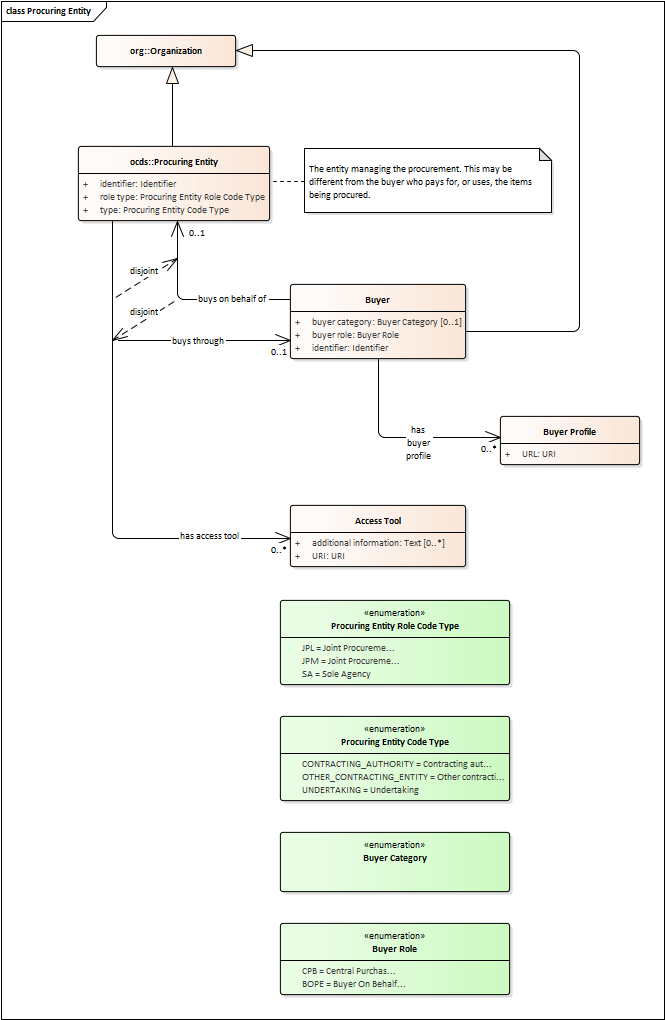 class Procuring Entity
org::Organization
ocds::Procuring Entity
+ identifier: Identifier
+ role type: Procuring Entity Role Code Type
+ type: Procuring Entity Code Type
The entity managing the procurement. This may be
different from the buyer who pays for, or uses, the items
being procured.
0..1
disjoint
disjoint
buys on behalf of
Buyer
+ buyer category: Buyer Category [0..1]
+ buyer role: Buyer Role
+ identifier: Identifier
buys through
0..1
has
buyer
profile
0..*
Buyer Profile
+ URL: URI
has access tool
0..*
Access Tool
+ additional information: Text [0..*]
+ URI: URI
«enumeration»
Procuring Entity Role Code Type
JPL = Joint Procureme...
JPM = Joint Procureme...
SA = Sole Agency
«enumeration»
Procuring Entity Code Type
CONTRACTING_AUTHORITY = Contracting aut...
OTHER_CONTRACTING_ENTITY = Other contracti...
UNDERTAKING = Undertaking
«enumeration»
Buyer Category
«enumeration»
Buyer Role
CPB = Central Purchas...
BOPE = Buyer On Behalf...